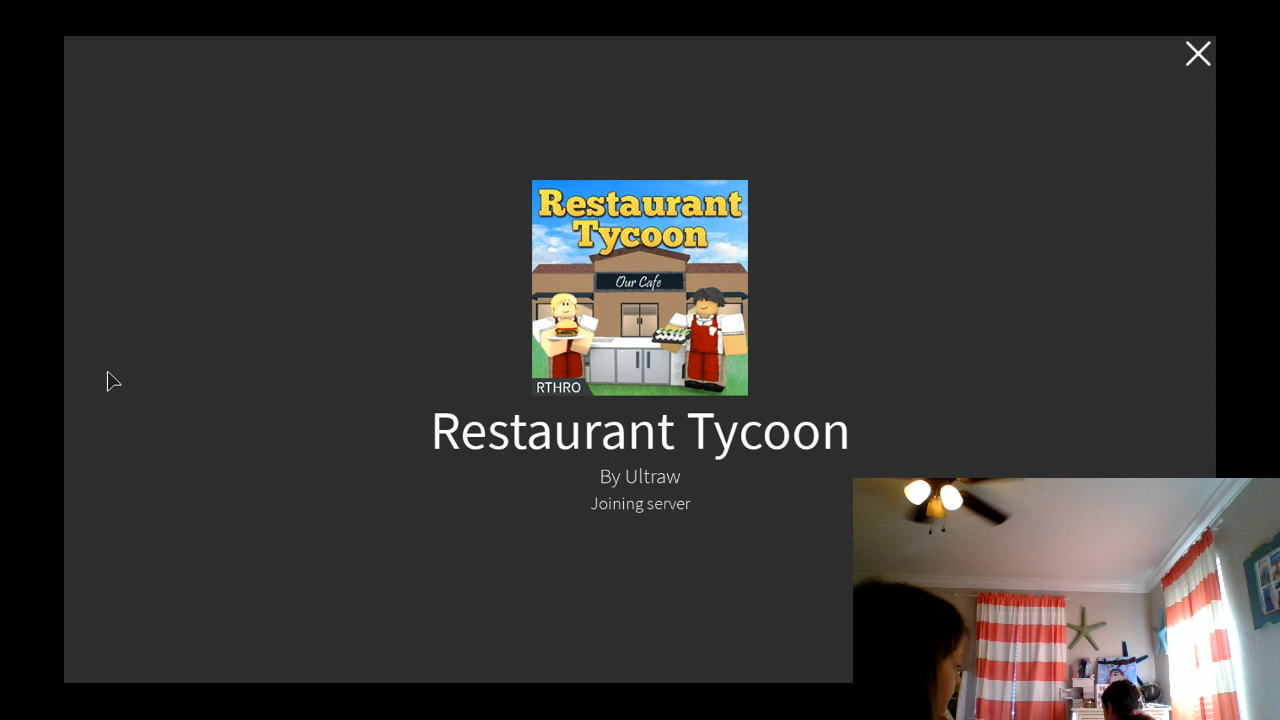 Restaurant
Tycoon
Our Cafe
RTHRO
Restaurant Tycoon
By Ultraw
Joining server